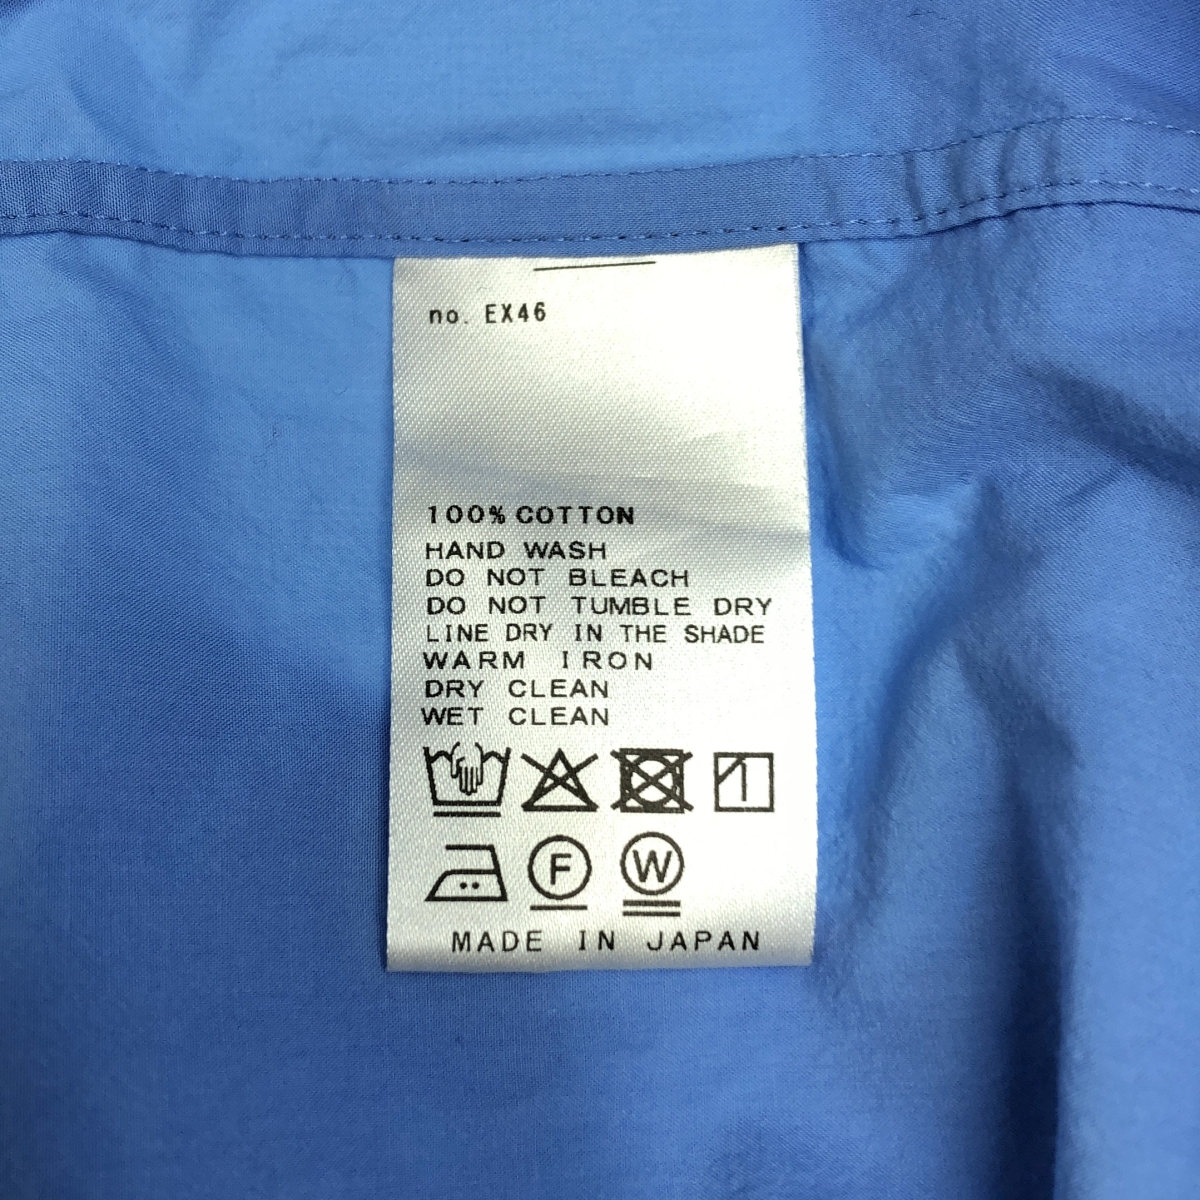 no. EX46
100% COTTON
HAND WASH
DO NOT BLEACH
DO NOT TUMBLE DRY
LINE DRY IN THE SHADE
WARM IRON
DRY CLEAN
WET CLEAN
F W
MADE IN JAPAN